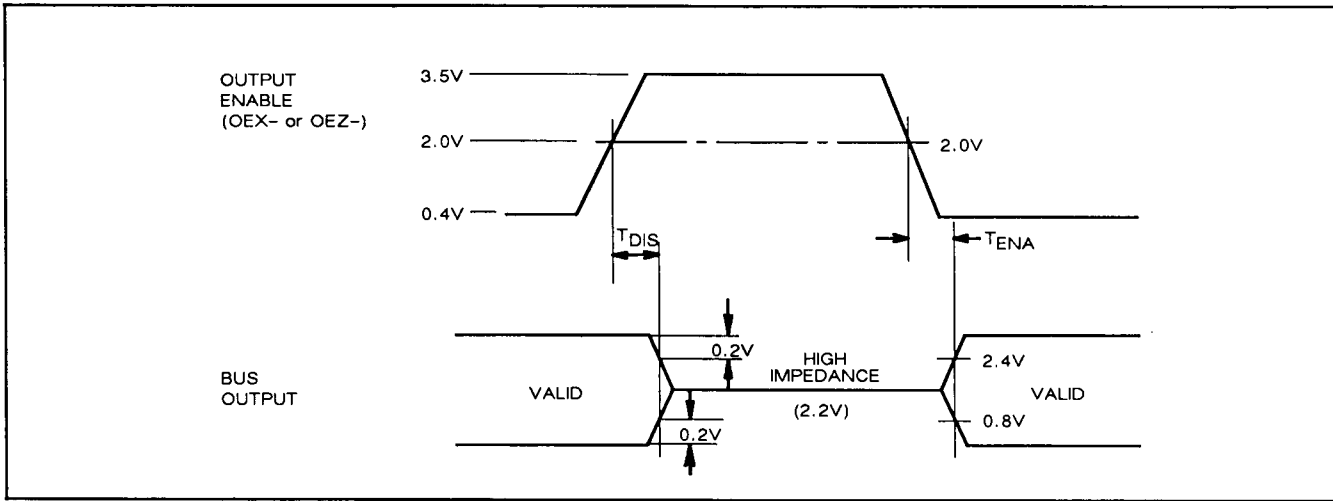 OUTPUT
ENABLE
(OEX- or OEZ-)
3.5V
2.0V
2.0V
0.4V
TDIS
TENA
BUS
OUTPUT
VALID
0.2V
0.2V
HIGH
IMPEDANCE
(2.2V)
2.4V
0.8V
VALID